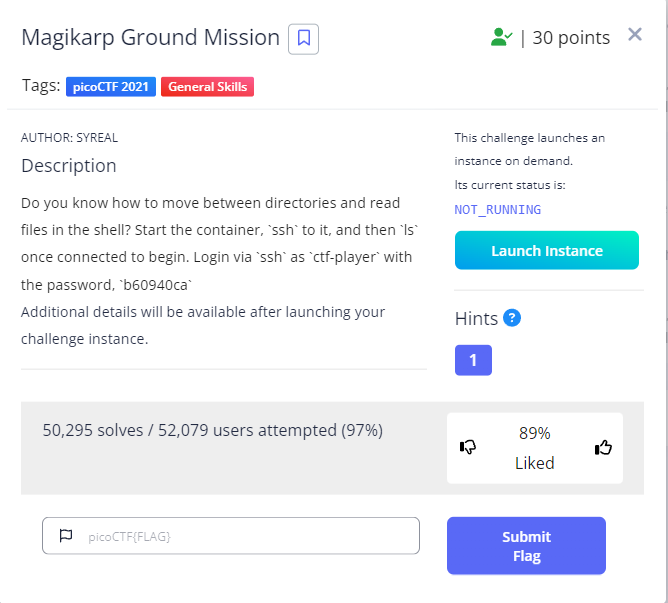 Magikarp Ground Mission
| 30 points
Tags: picoCTF 2021 General Skills
AUTHOR: SYREAL
Description
Do you know how to move between directories and read
files in the shell? Start the container, `ssh` to it, and then `ls`
once connected to begin. Login via `ssh` as `ctf-player` with
the password, `b60940ca`
Additional details will be available after launching your
challenge instance.
This challenge launches an
instance on demand.
Its current status is:
NOT_RUNNING
Launch Instance
Hints ?
1
50,295 solves / 52,079 users attempted (97%)
89%
Liked
picoCTF{FLAG}
Submit
Flag